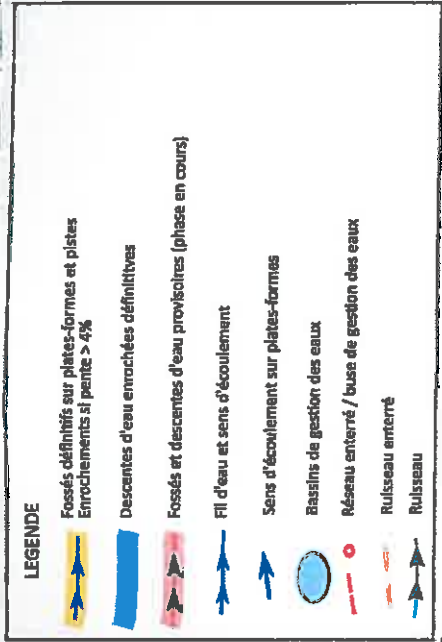 LEGENDE
Fossés définitifs sur plates-formes et pistes
Enrochements si pente > 4%
Descentes d'eau enrochées définititves
Fossés et descentes d'eau provisoires (phase en cours)
Fil d'eau et sens d'écoulement
Sens d'écoulement sur plates-formes
Bassins de gestion des eaux
Réseau enterré / buse de gestion des eaux
Ruisseau enterré
Ruisseau